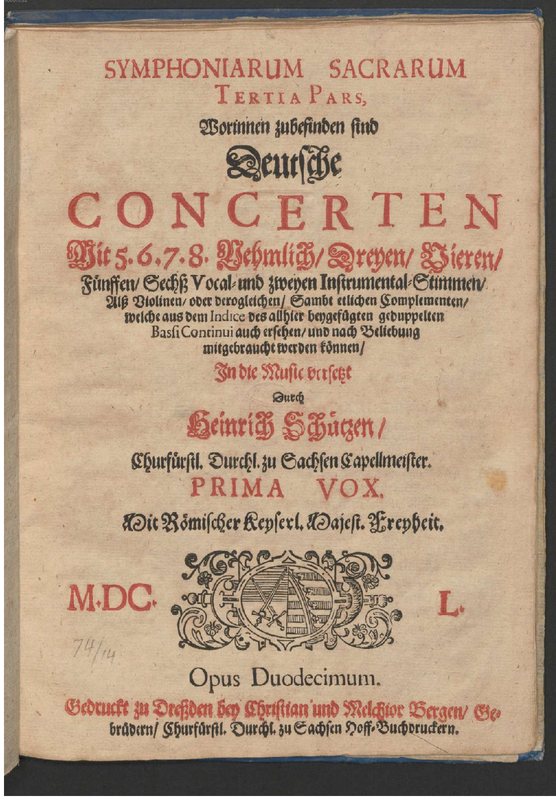 SYMPHONIARUM SACRARUM
TERTIA PARS,
Worinnen zubefinden sind
Deutsche
CONCERTEN
Mit 5. 6. 7. 8. Nehmlich/ Dreyen/ Vieren/
Fünffen/ Sechß Vocal- und zweyen Instrumental-Stimmen/
Alß Violinen/ oder derogleichen/ Sambt etlichen Complementen/
welche aus dem Indice des allhier beygefügten geduppelten
Bassi Continui auch ersehen/ und nach Beliebung
mitgebraucht werden können/
In die Music versetzt
Durch
Heinrich Schützen/
Churfürstl. Durchl. zu Sachsen Capellmeister.
PRIMA VOX.
Mit Römischer Keyserl. Majest. Freyheit.
M.DC. L.
74/14
Opus Duodecimum.
Gedruckt zu Dreßden bey Christian und Melchior Bergen/ Ge-
brüdern/ Churfürstl. Durchl. zu Sachsen Hoff-Buchdruckern.